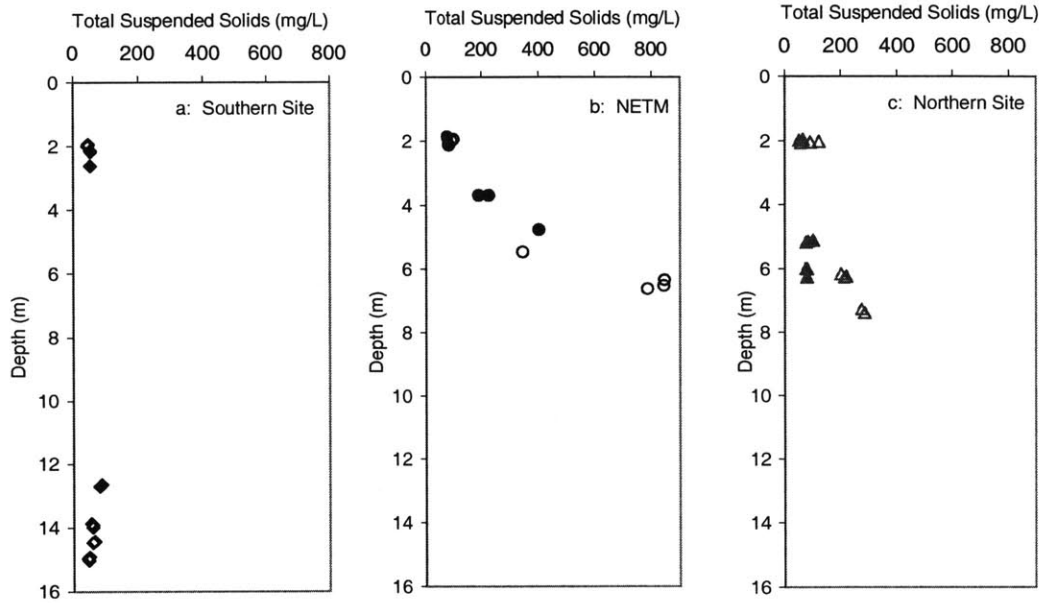 Total Suspended Solids (mg/L)
0 200 400 600 800
a: Southern Site
0
2
4
6
8
10
12
14
16
Depth (m)
Total Suspended Solids (mg/L)
0 200 400 600 800
b: NETM
0
2
4
6
8
10
12
14
16
Depth (m)
Total Suspended Solids (mg/L)
0 200 400 600 800
c: Northern Site
0
2
4
6
8
10
12
14
16
Depth (m)